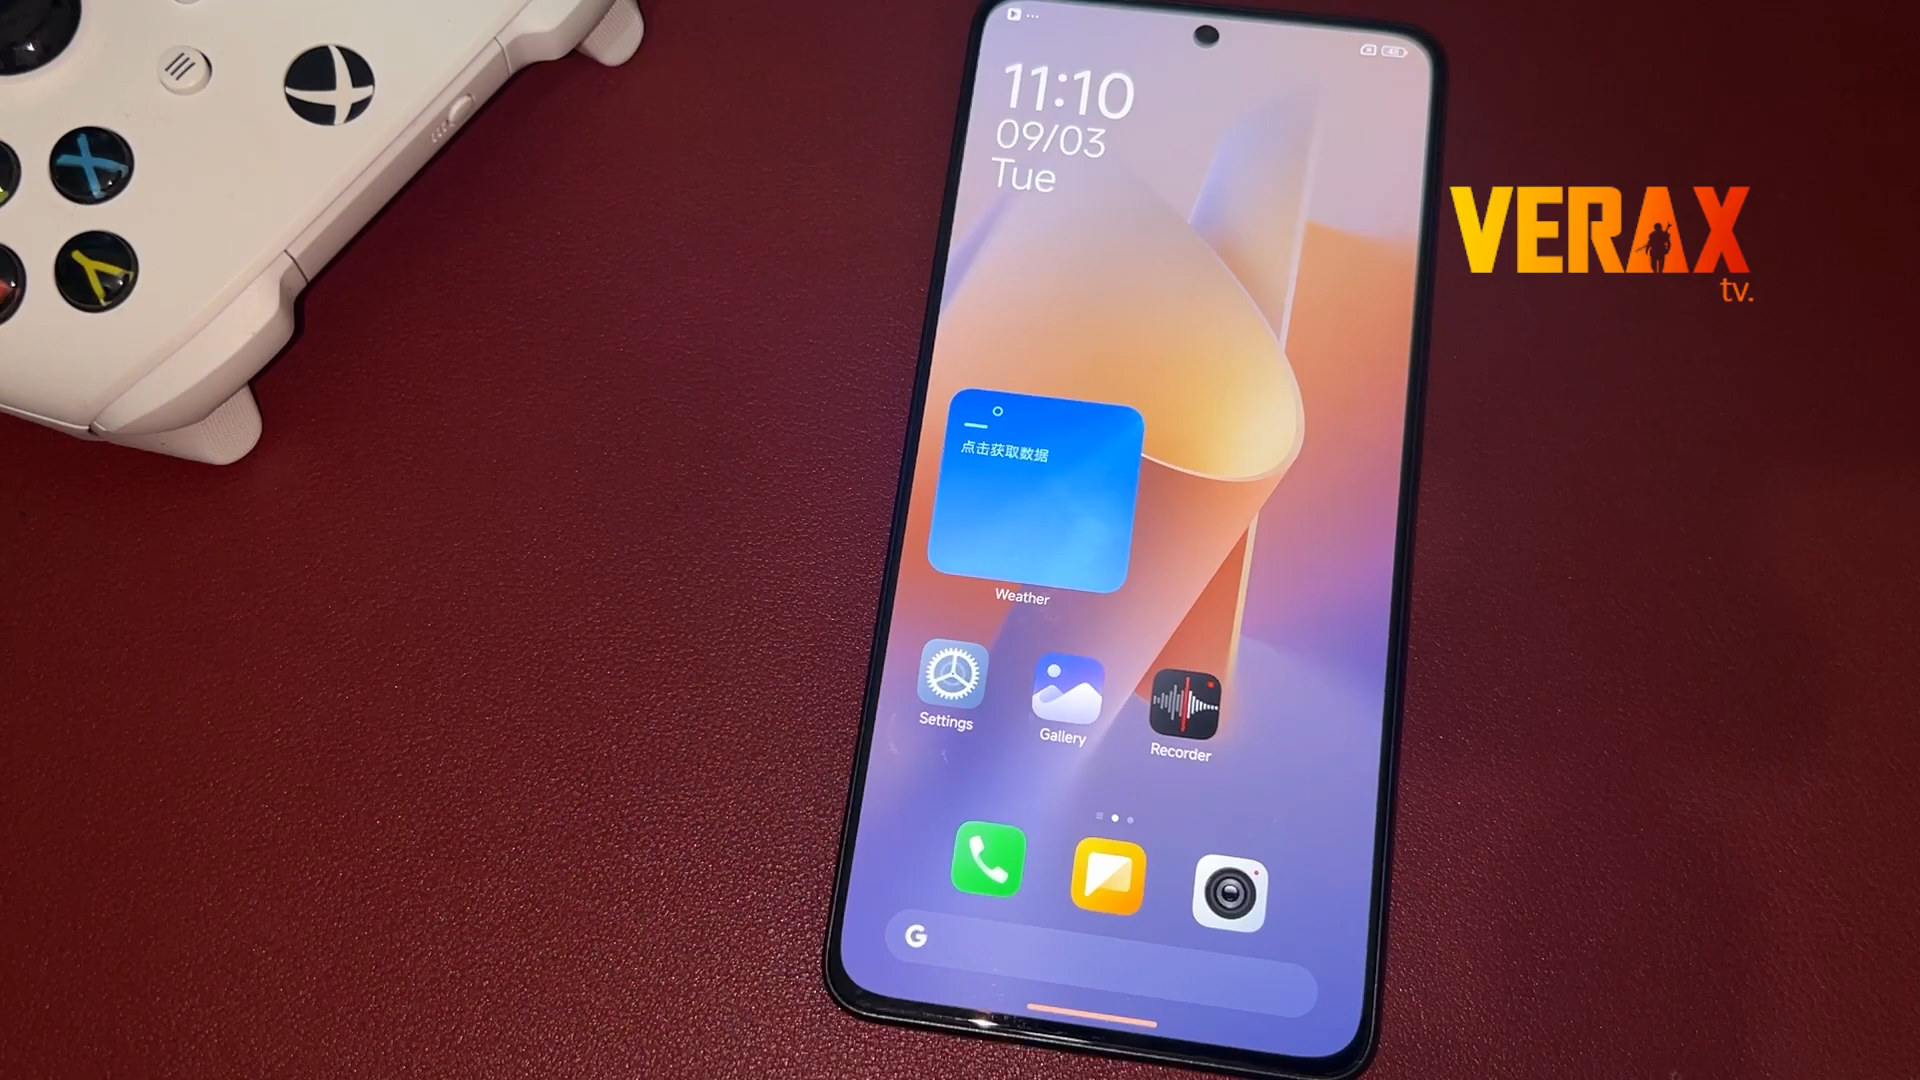 11:10
09/03
Tue
VERAX
tv.
点击获取数据
Weather
Settings
Gallery
Recorder
G
X
Y